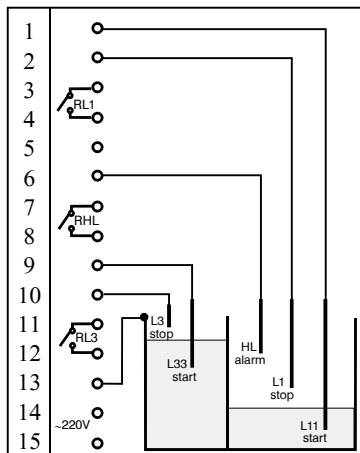 1
2
3
RL1
4
5
6
7
RHL
8
9
10
11
L3
stop
RL3
12
L33
start
HL
alarm
13
L1
stop
14
~220V
L11
start
15